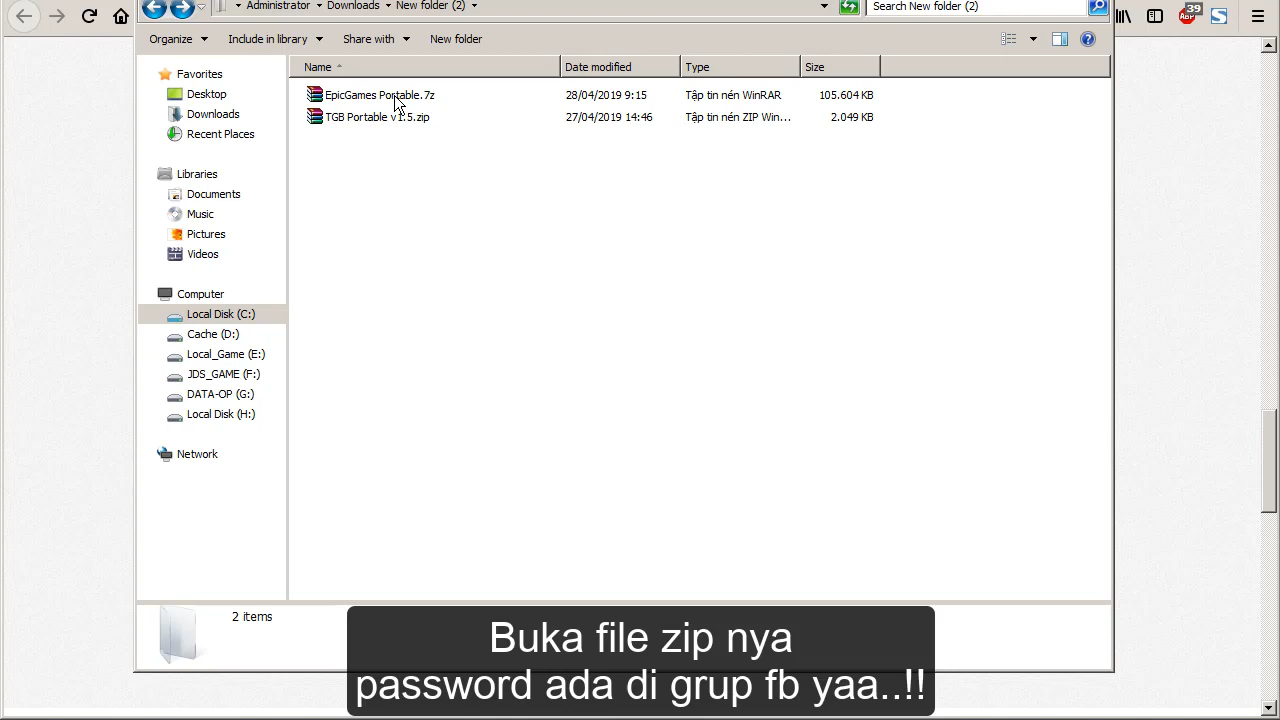 Administrator Downloads New folder (2)
Search New folder (2)
39
ABP
S
Organize
Include in library
Share with
New folder
Name
Date modified
Type
Size
EpicGames Portable.7z
28/04/2019 9:15
Tập tin nén WinRAR
105.604 KB
TGB Portable v1.5.zip
27/04/2019 14:46
Tập tin nén ZIP Win...
2.049 KB
Favorites
Desktop
Downloads
Recent Places
Libraries
Documents
Music
Pictures
Videos
Computer
Local Disk (C:)
Cache (D:)
Local_Game (E:)
JDS_GAME (F:)
DATA-OP (G:)
Local Disk (H:)
Network
2 items
Buka file zip nya
password ada di grup fb yaa..!!